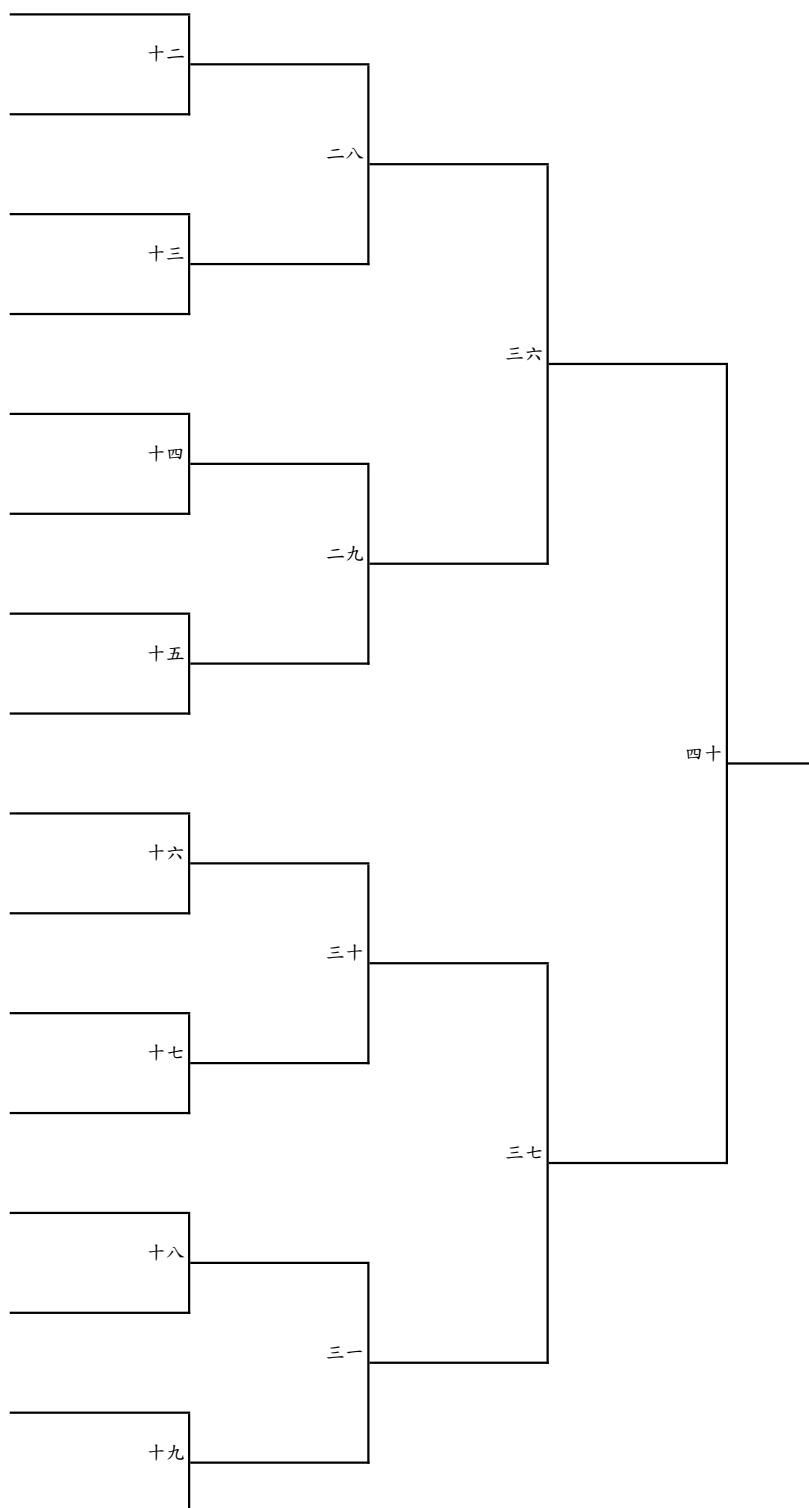 十二
二八
十三
三六
十四
二九
十五
四十
十六
三十
十七
三七
十八
三一
十九